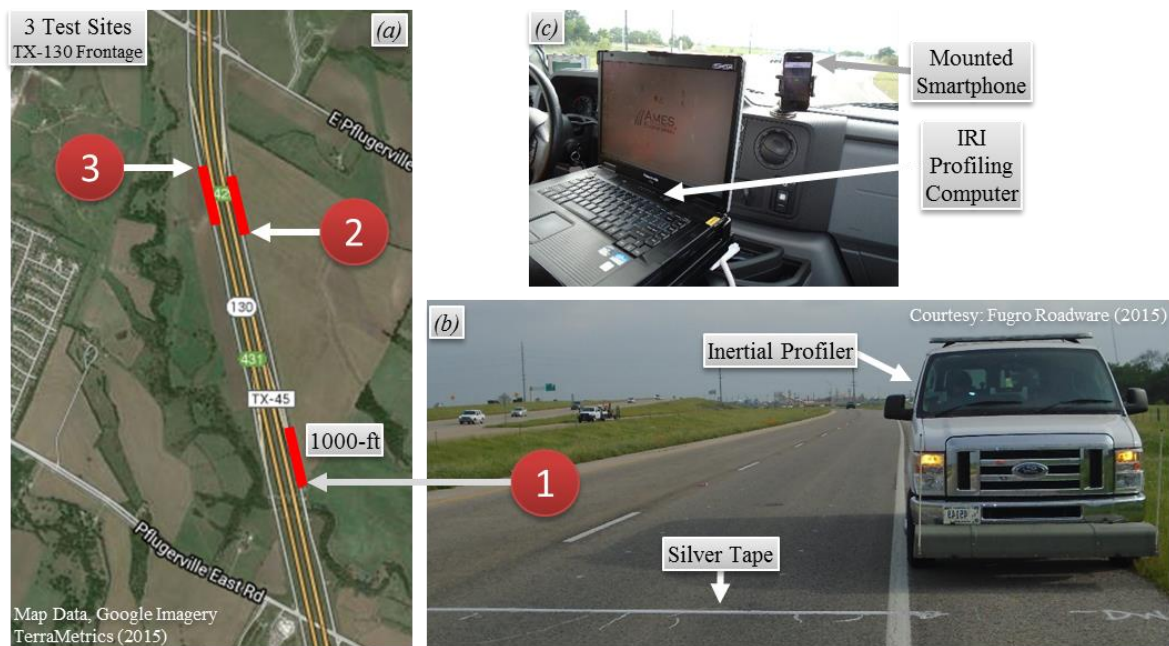 3 Test Sites
TX-130 Frontage
(a)
E Pflugerville
3
42
2
130
431
TX-45
1000-ft
1
Pflugerville East Rd
Map Data, Google Imagery
TerraMetrics (2015)
(c)
AMES
Mounted
Smartphone
IRI
Profiling
Computer
(b)
Courtesy: Fugro Roadware (2015)
Inertial Profiler
Ford
Silver Tape